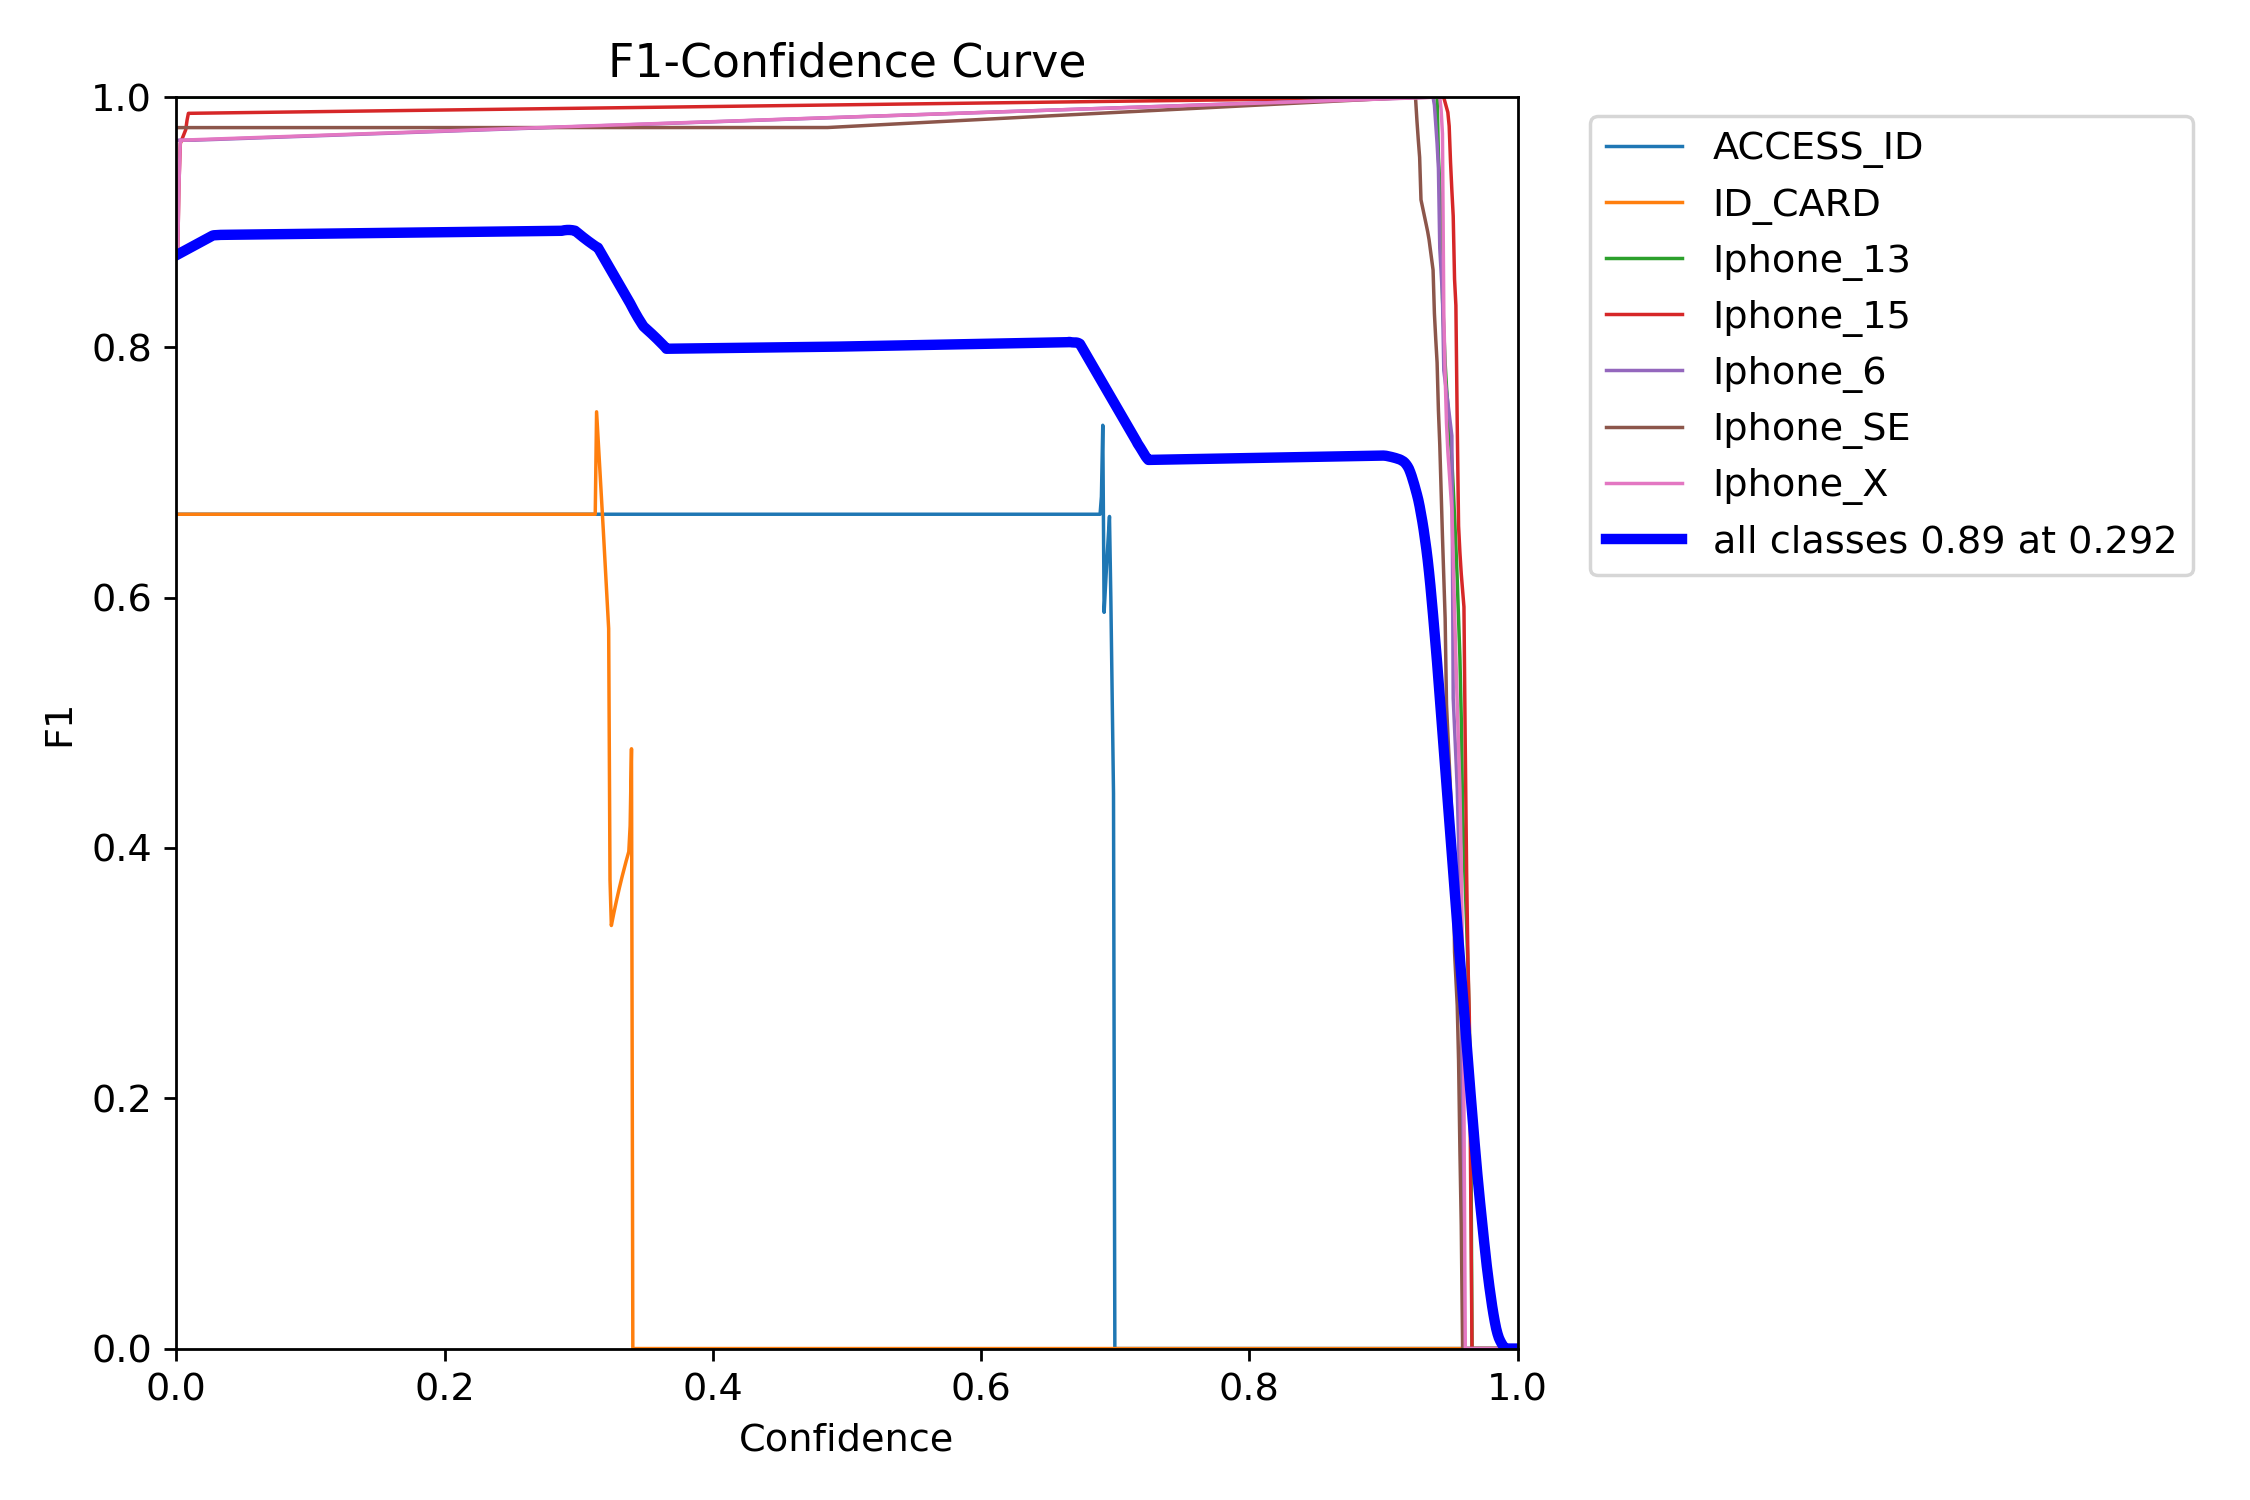 F1-Confidence Curve
1.0
0.8
0.6
0.4
0.2
0.0
F1
0.0 0.2 0.4 0.6 0.8 1.0
Confidence
ACCESS_ID
ID_CARD
Iphone_13
Iphone_15
Iphone_6
Iphone_SE
Iphone_X
all classes 0.89 at 0.292